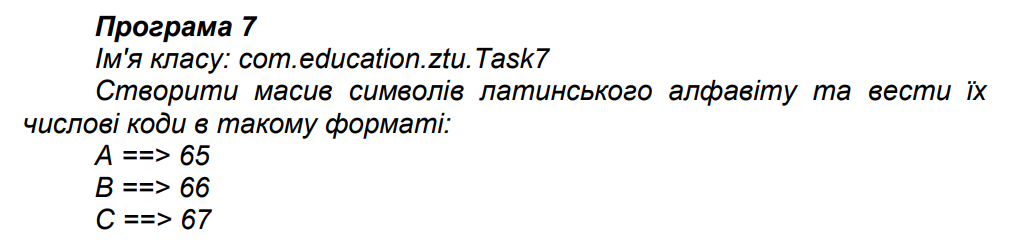 Програма 7
Ім'я класу: com.education.ztu.Task7
Створити масив символів латинського алфавіту та вести їх
числові коди в такому форматі:
A ==> 65
B ==> 66
C ==> 67